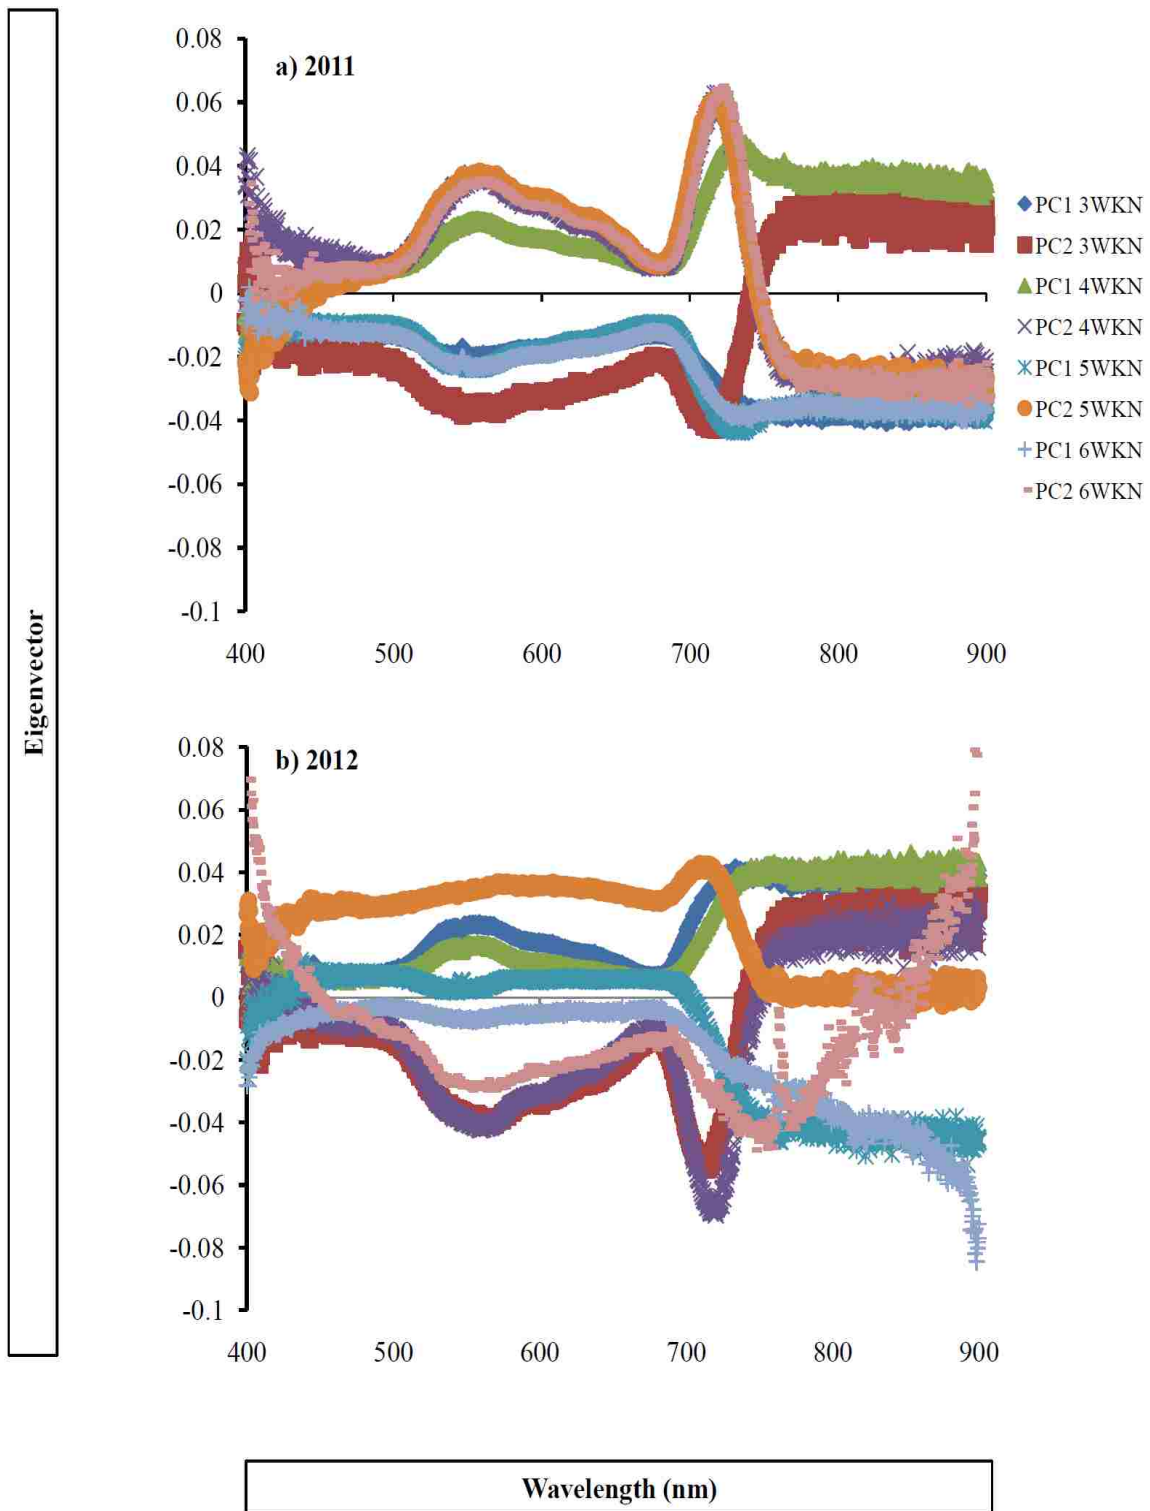 Eigenvector
a) 2011
0.08
0.06
0.04
0.02
0
-0.02
-0.04
-0.06
-0.08
-0.1
400 500 600 700 800 900
PC1 3WKN
PC2 3WKN
PC1 4WKN
PC2 4WKN
PC1 5WKN
PC2 5WKN
PC1 6WKN
PC2 6WKN
b) 2012
0.08
0.06
0.04
0.02
0
-0.02
-0.04
-0.06
-0.08
-0.1
400 500 600 700 800 900
Wavelength (nm)